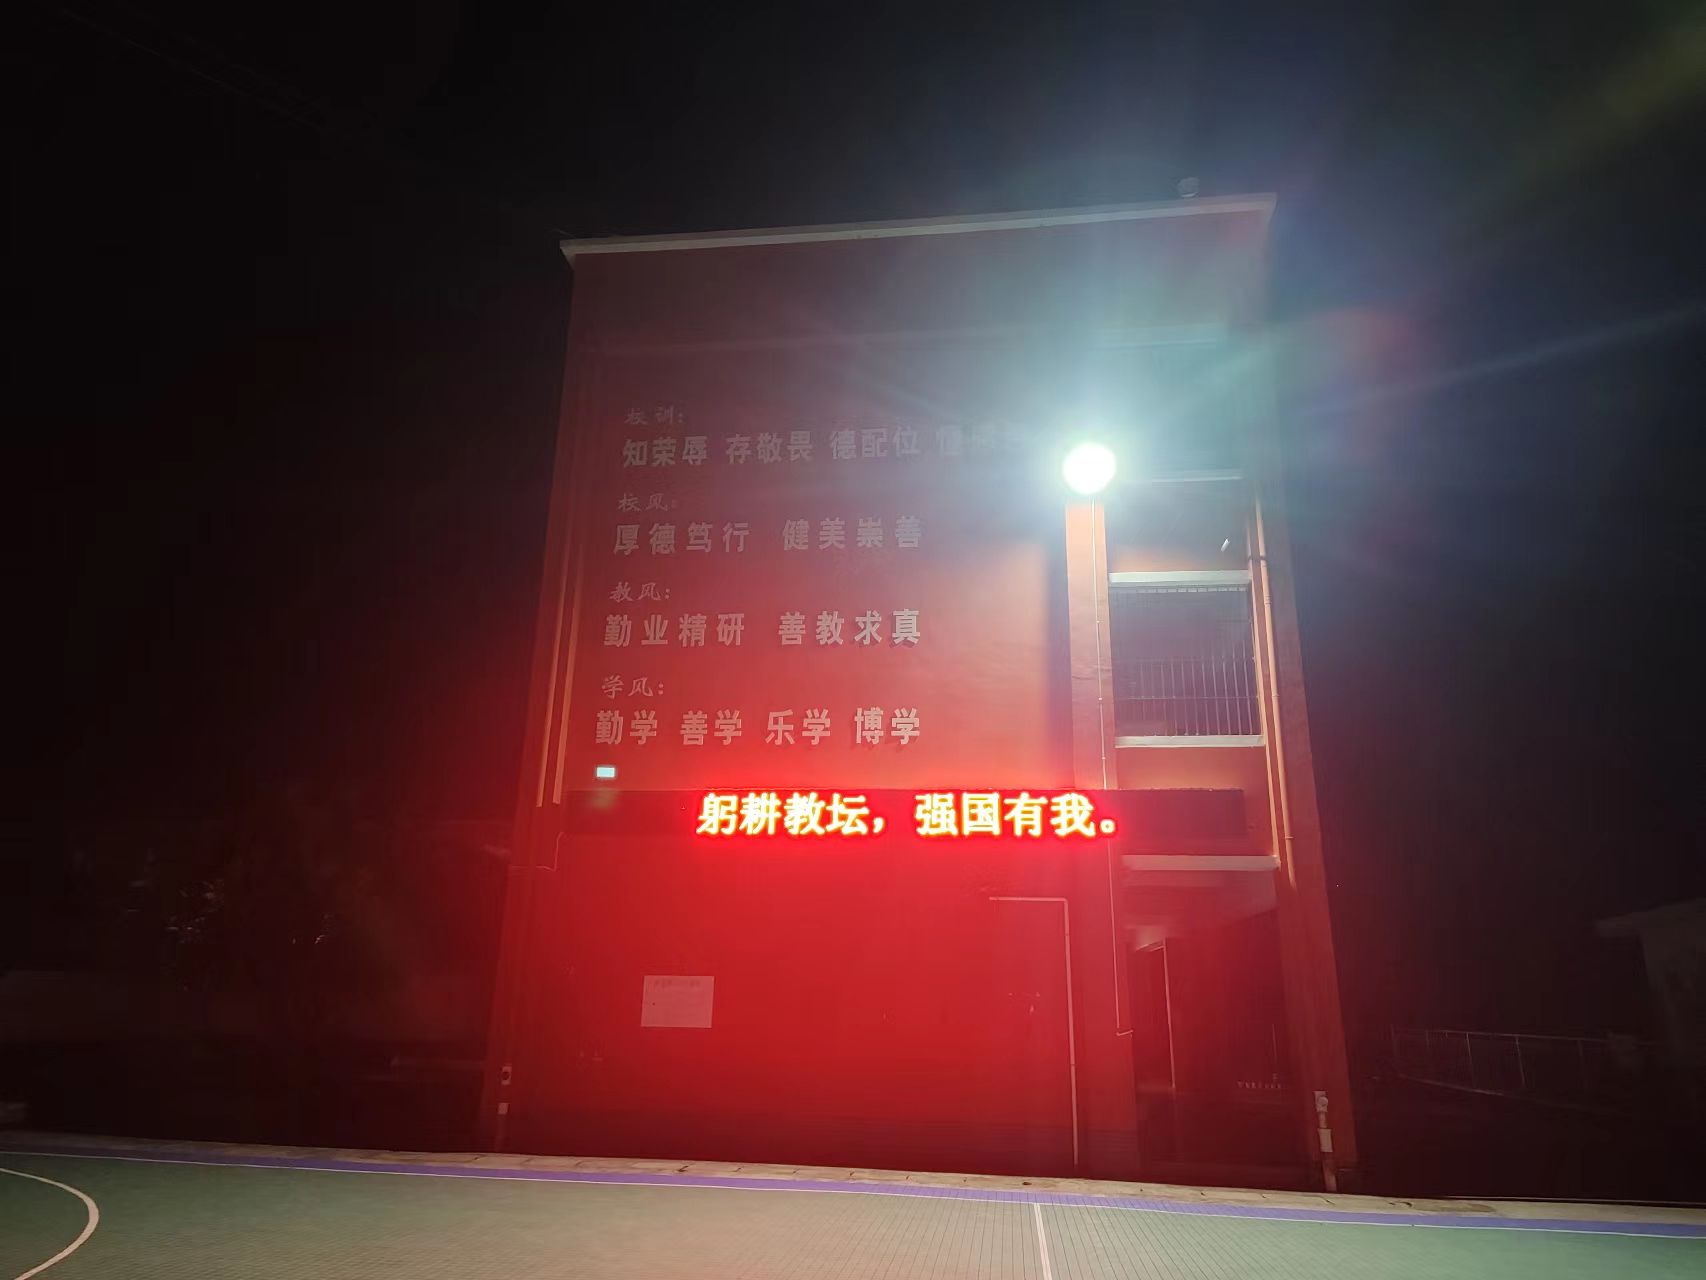 校训:
知荣辱 存敬畏 德配位
校风:
厚德笃行 健美崇善
教风:
勤业精研 善教求真
学风:
勤学 善学 乐学 博学
躬耕教坛，强国有我。